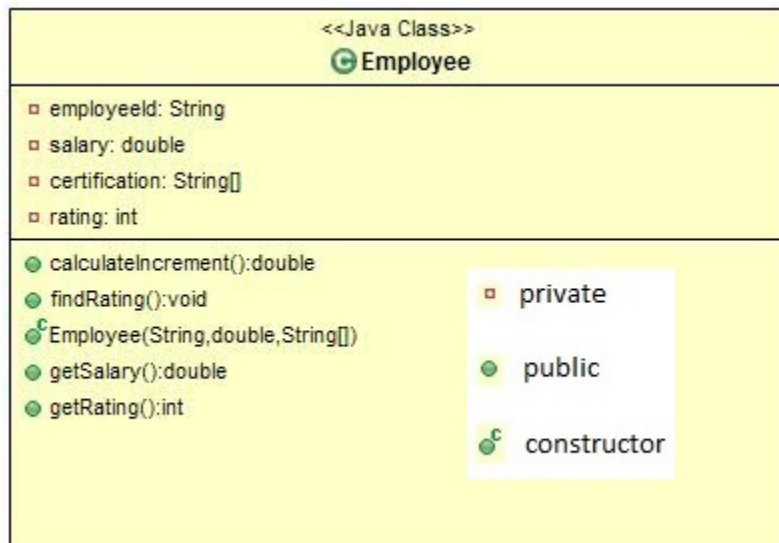 <<Java Class>>
Employee
employeeId: String
salary: double
certification: String[]
rating: int
calculateIncrement():double
findRating():void
Employee(String,double,String[])
getSalary():double
getRating():int
private
public
constructor